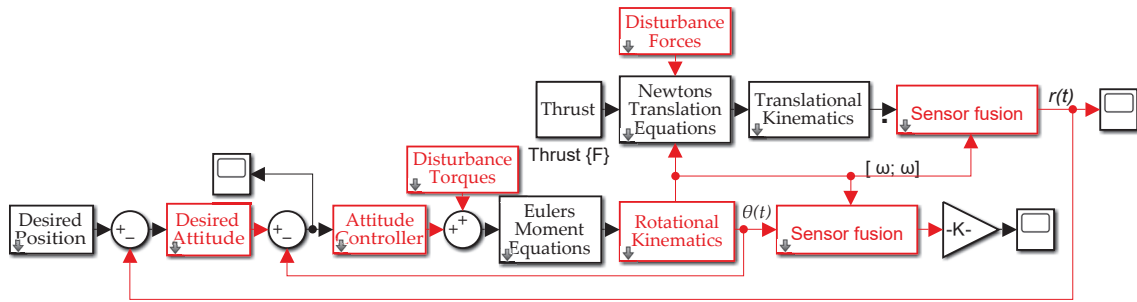 Disturbance
Forces
Thrust
Newtons
Translation
Equations
Translational
Kinematics
Sensor fusion
r(t)
Thrust {F}
Disturbance
Torques
[ ω; ω]
Desired
Position
+
−
Desired
Attitude
+
−
Attitude
Controller
+
+
Eulers
Moment
Equations
Rotational
Kinematics
θ(t)
Sensor fusion
-K-